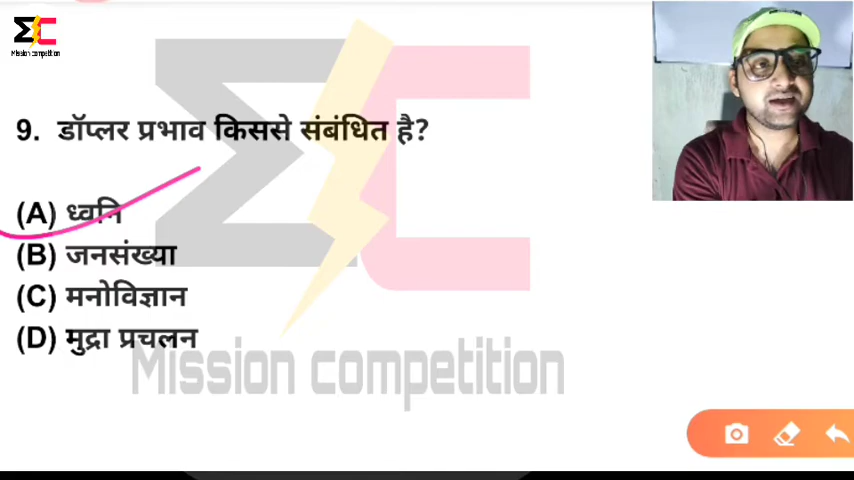 Mission competition
9. डॉप्लर प्रभाव किससे संबंधित है?
(A) ध्वनि
(B) जनसंख्या
(C) मनोविज्ञान
(D) मुद्रा प्रचलन
Mission competition